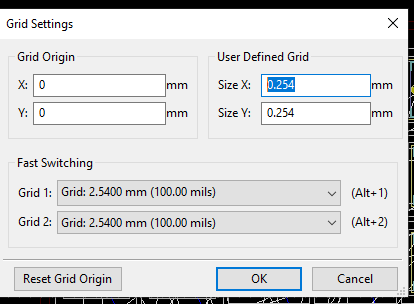 Grid Settings
Grid Origin
X: 0 mm
Y: 0 mm
User Defined Grid
Size X: 0.254 mm
Size Y: 0.254 mm
Fast Switching
Grid 1: Grid: 2.5400 mm (100.00 mils) (Alt+1)
Grid 2: Grid: 2.5400 mm (100.00 mils) (Alt+2)
Reset Grid Origin OK Cancel